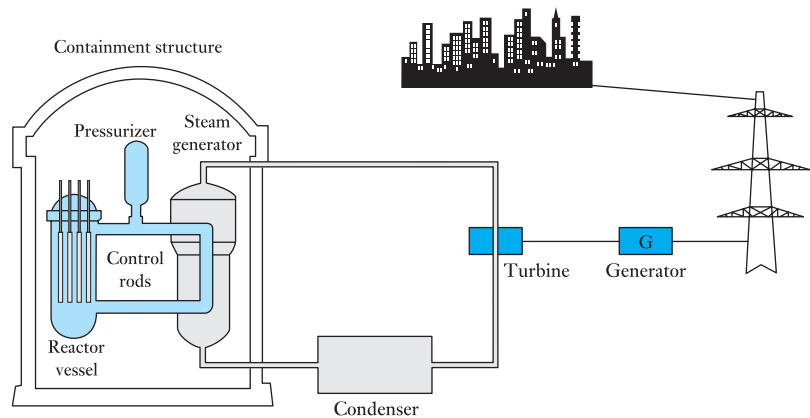 Containment structure
Steam
generator
Pressurizer
Control
rods
G
Turbine
Generator
Reactor
vessel
Condenser